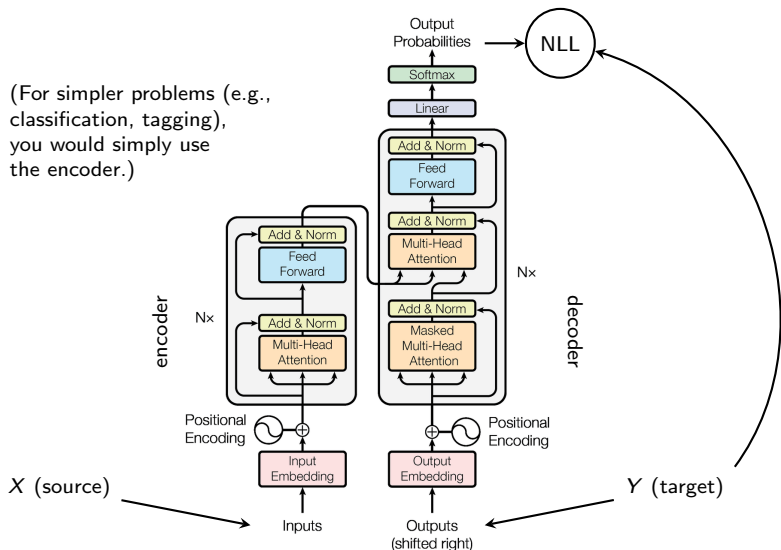 Output
Probabilities
NLL
Softmax
Linear
(For simpler problems (e.g.,
classification, tagging),
you would simply use
the encoder.)
Add & Norm
Feed
Forward
Add & Norm
Multi-Head
Attention
Add & Norm
Masked
Multi-Head
Attention
Nx
decoder
Add & Norm
Feed
Forward
Add & Norm
Multi-Head
Attention
Nx
encoder
Positional
Encoding
Positional
Encoding
Input
Embedding
Output
Embedding
X (source)
Y (target)
Inputs
Outputs
(shifted right)